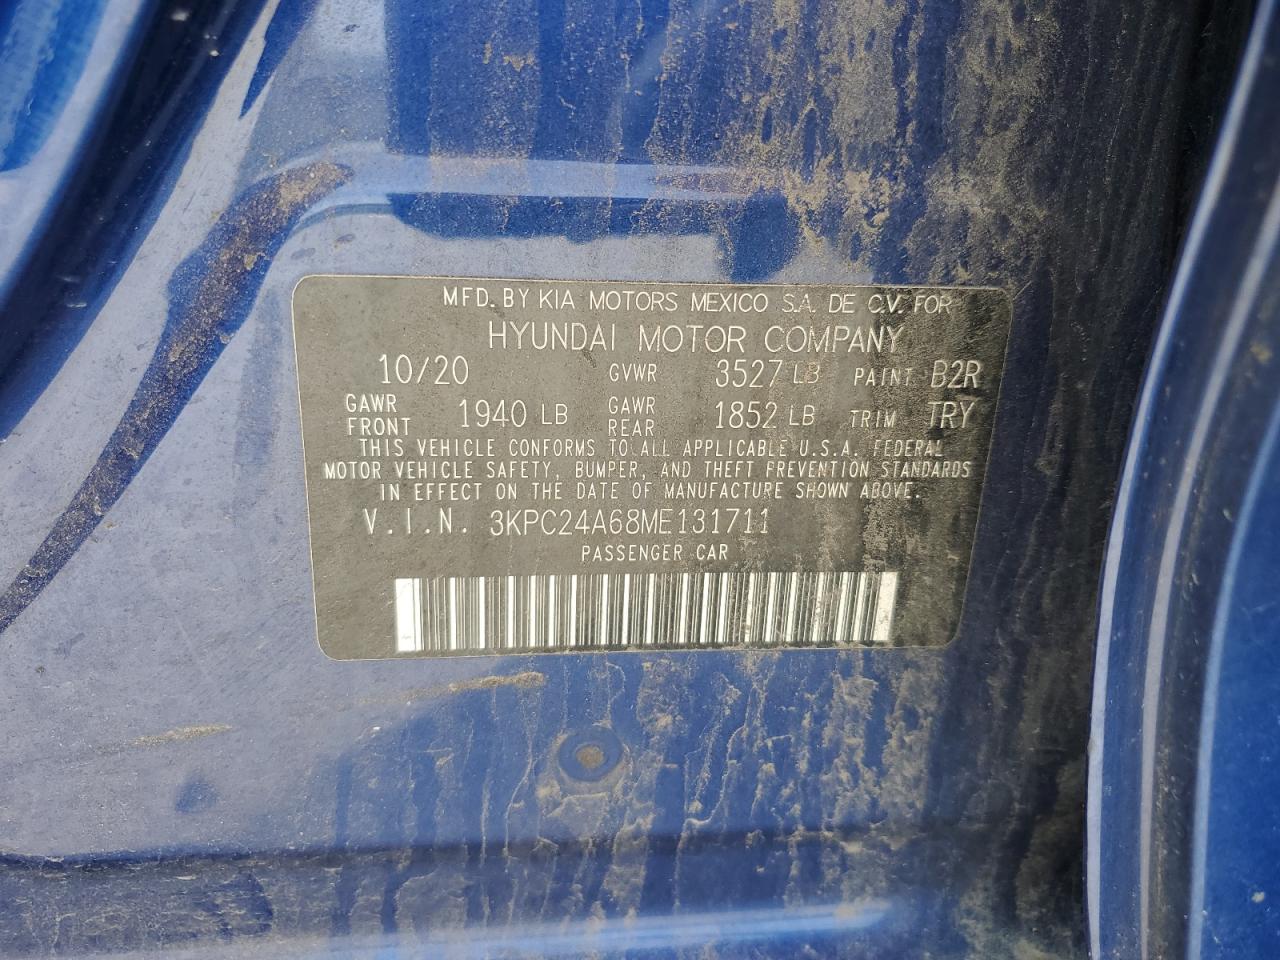 MFD. BY KIA MOTORS MEXICO S.A. DE C.V. FOR
HYUNDAI MOTOR COMPANY
10/20 GVWR 3527 LB PAINT B2R
GAWR FRONT 1940 LB GAWR REAR 1852 LB TRIM TRY
THIS VEHICLE CONFORMS TO ALL APPLICABLE U.S.A. FEDERAL
MOTOR VEHICLE SAFETY, BUMPER, AND THEFT PREVENTION STANDARDS
IN EFFECT ON THE DATE OF MANUFACTURE SHOWN ABOVE.
V.I.N. 3KPC24A68ME131711
PASSENGER CAR